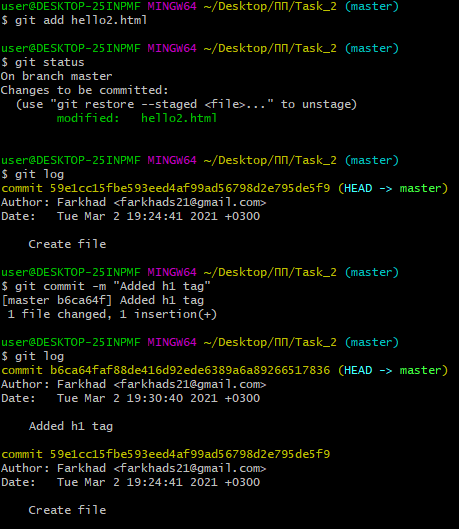 user@DESKTOP-25INPMF MINGW64 ~/Desktop/ПП/Task_2 (master)
$ git add hello2.html
user@DESKTOP-25INPMF MINGW64 ~/Desktop/ПП/Task_2 (master)
$ git status
On branch master
Changes to be committed:
  (use "git restore --staged <file>..." to unstage)
        modified:   hello2.html
user@DESKTOP-25INPMF MINGW64 ~/Desktop/ПП/Task_2 (master)
$ git log
commit 59e1cc15fbe593eed4af99ad56798d2e795de5f9 (HEAD -> master)
Author: Farkhad <farkhads21@gmail.com>
Date:   Tue Mar 2 19:24:41 2021 +0300
    Create file
user@DESKTOP-25INPMF MINGW64 ~/Desktop/ПП/Task_2 (master)
$ git commit -m "Added h1 tag"
[master b6ca64f] Added h1 tag
 1 file changed, 1 insertion(+)
user@DESKTOP-25INPMF MINGW64 ~/Desktop/ПП/Task_2 (master)
$ git log
commit b6ca64faf88de416d92ede6389a6a89266517836 (HEAD -> master)
Author: Farkhad <farkhads21@gmail.com>
Date:   Tue Mar 2 19:30:40 2021 +0300
    Added h1 tag
commit 59e1cc15fbe593eed4af99ad56798d2e795de5f9
Author: Farkhad <farkhads21@gmail.com>
Date:   Tue Mar 2 19:24:41 2021 +0300
    Create file